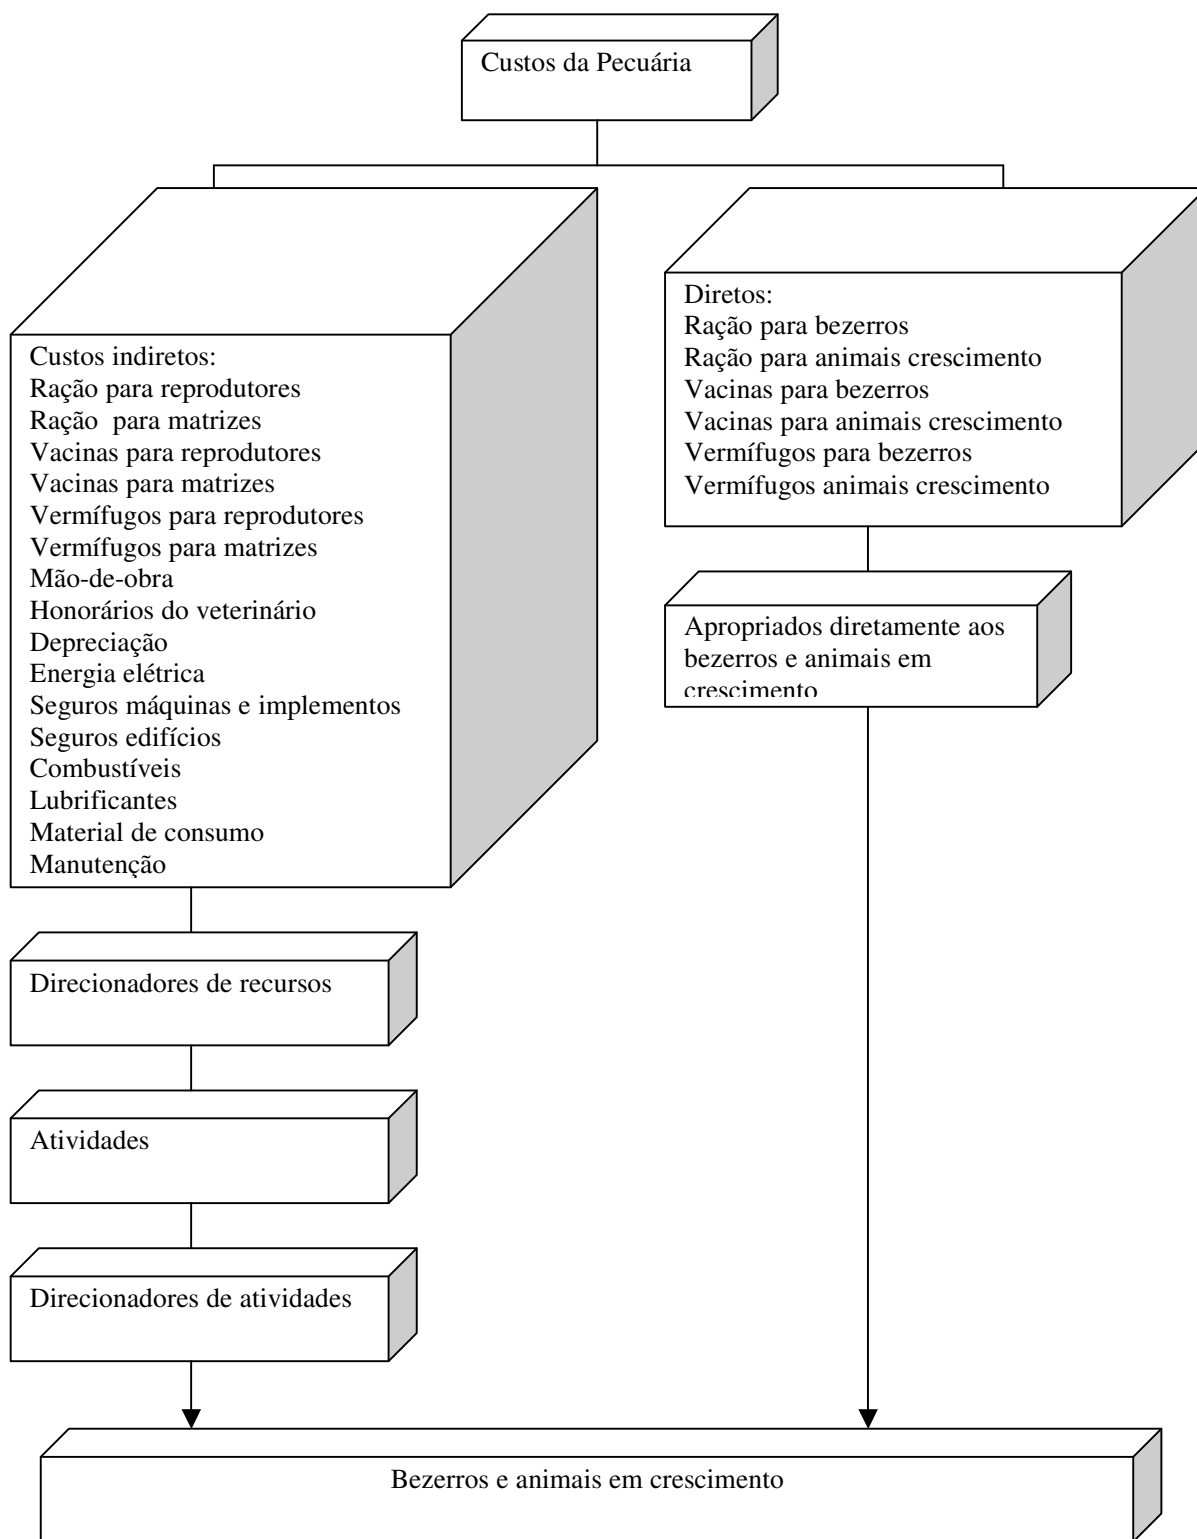 Custos da Pecuária
Custos indiretos:
Ração para reprodutores
Ração  para matrizes
Vacinas para reprodutores
Vacinas para matrizes
Vermífugos para reprodutores
Vermífugos para matrizes
Mão-de-obra
Honorários do veterinário
Depreciação
Energia elétrica
Seguros máquinas e implementos
Seguros edifícios
Combustíveis
Lubrificantes
Material de consumo
Manutenção
Diretos:
Ração para bezerros
Ração para animais crescimento
Vacinas para bezerros
Vacinas para animais crescimento
Vermífugos para bezerros
Vermífugos animais crescimento
Apropriados diretamente aos
bezerros e animais em
crescimento
Direcionadores de recursos
Atividades
Direcionadores de atividades
Bezerros e animais em crescimento